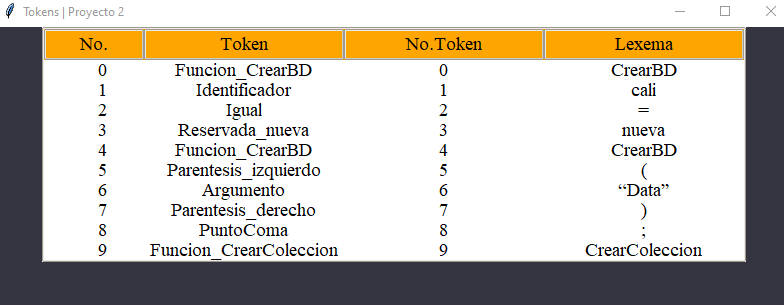 Tokens | Proyecto 2
No. Token No.Token Lexema
0 Funcion_CrearBD 0 CrearBD
1 Identificador 1 cali
2 Igual 2 =
3 Reservada_nueva 3 nueva
4 Funcion_CrearBD 4 CrearBD
5 Parentesis_izquierdo 5 (
6 Argumento 6 “Data”
7 Parentesis_derecho 7 )
8 PuntoComa 8 ;
9 Funcion_CrearColeccion 9 CrearColeccion